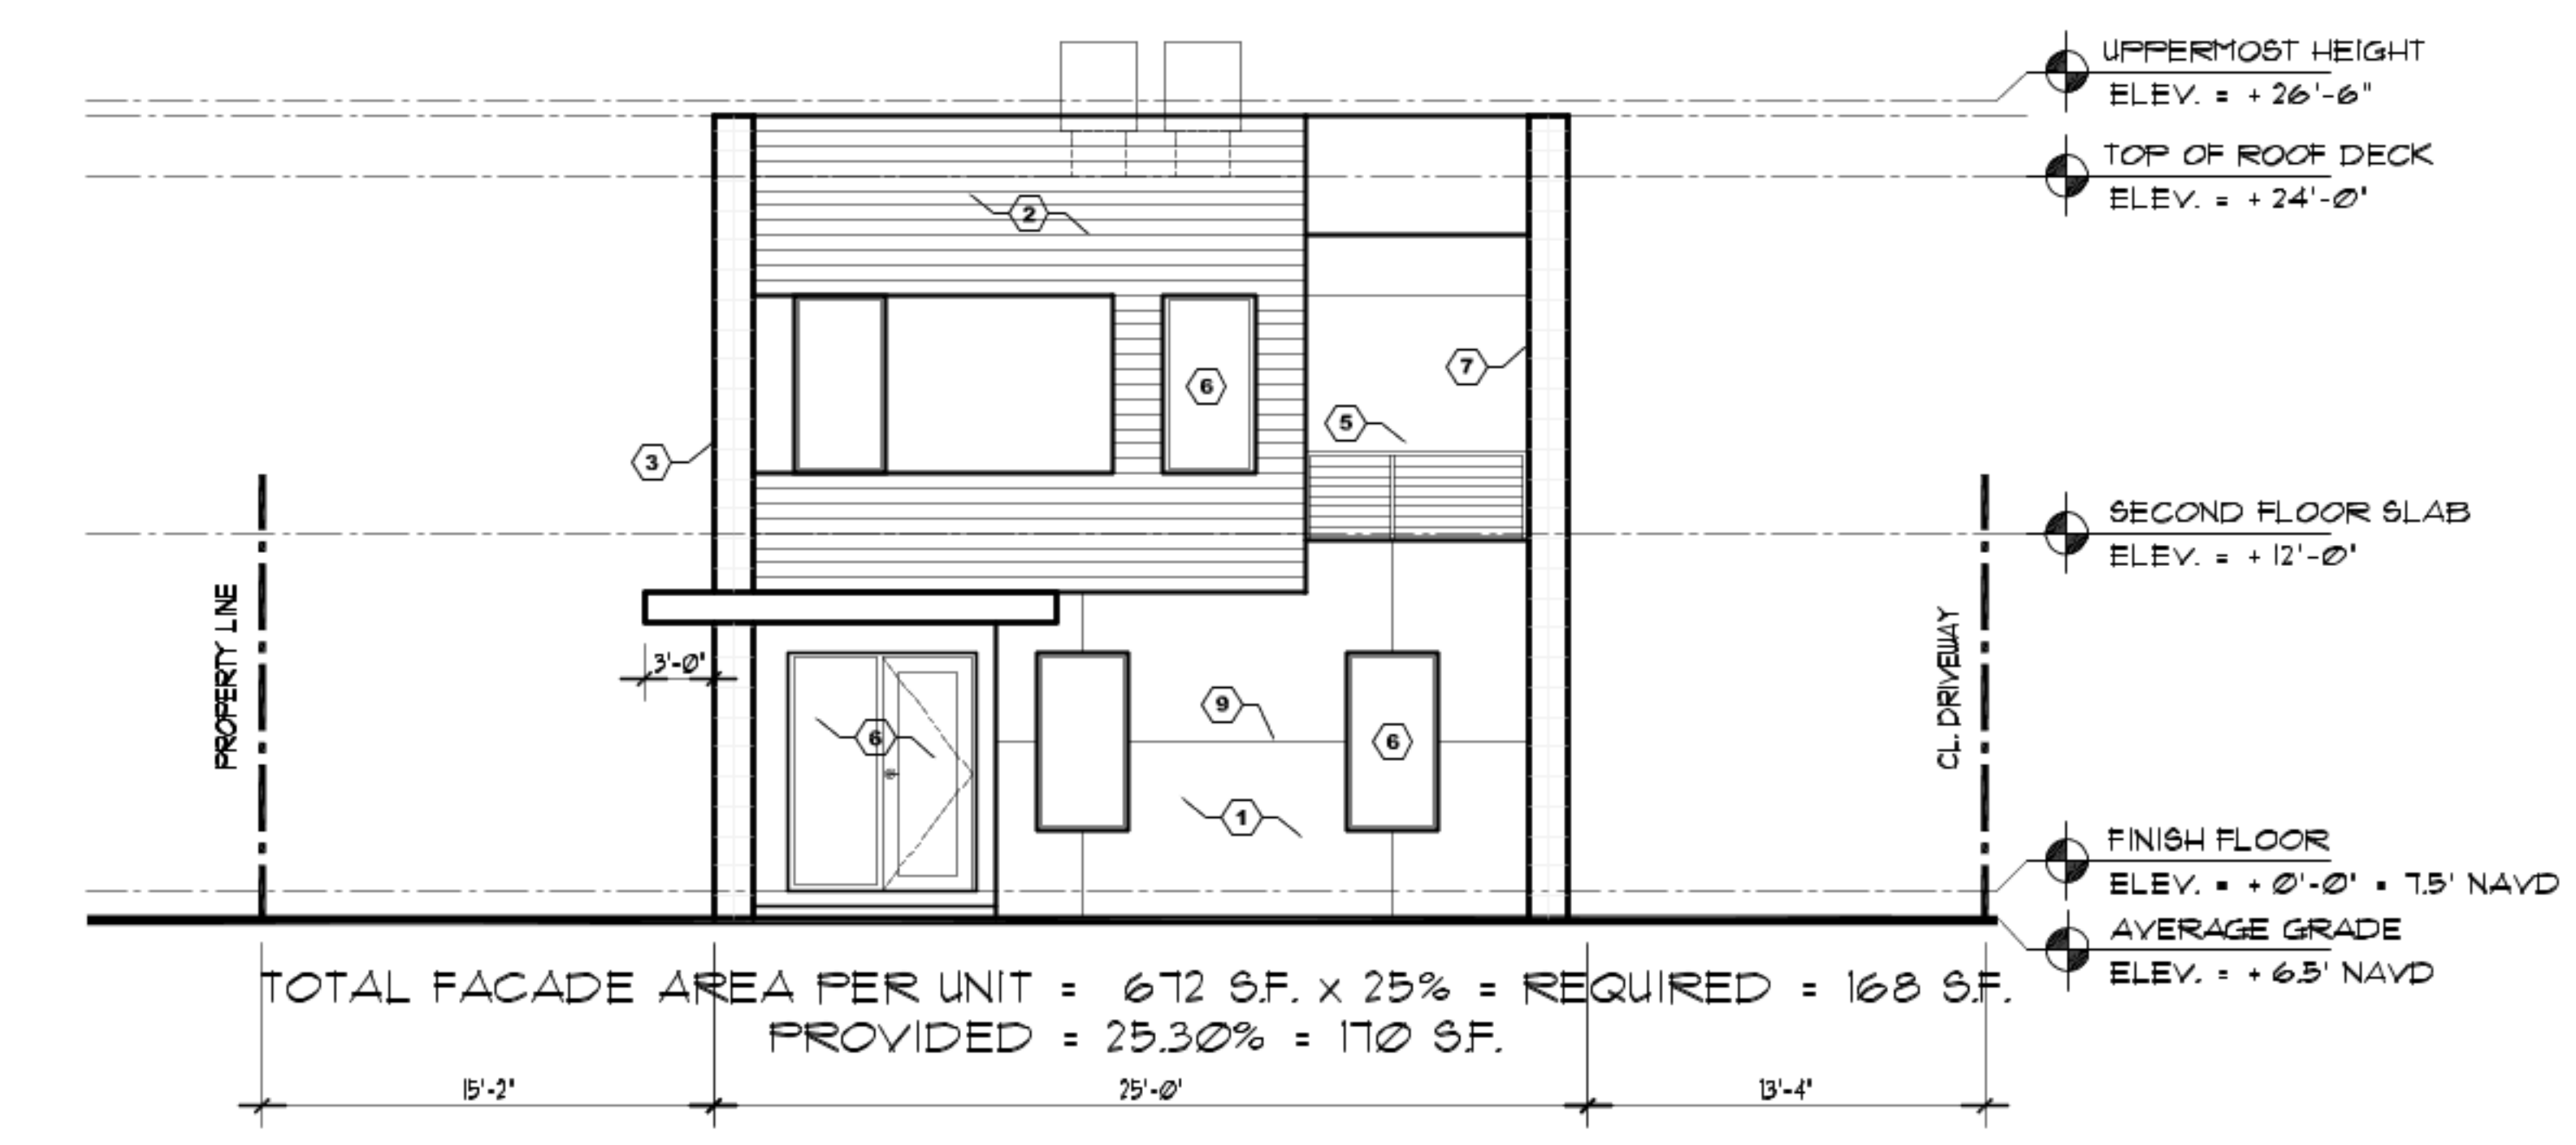 UPPERMOST HEIGHT
ELEV. = + 26'-6"
TOP OF ROOF DECK
ELEV. = + 24'-0"
2
6
7
5
3
SECOND FLOOR SLAB
ELEV. = + 12'-0"
PROPERTY LINE
CL. DRIVEWAY
3'-0"
9
6
6
1
FINISH FLOOR
ELEV. = + 0'-0" = 7.5' NAVD
AVERAGE GRADE
ELEV. = + 6.5' NAVD
TOTAL FACADE AREA PER UNIT = 672 S.F. x 25% = REQUIRED = 168 S.F.
PROVIDED = 25.30% = 170 S.F.
15'-2"
25'-0"
13'-4"